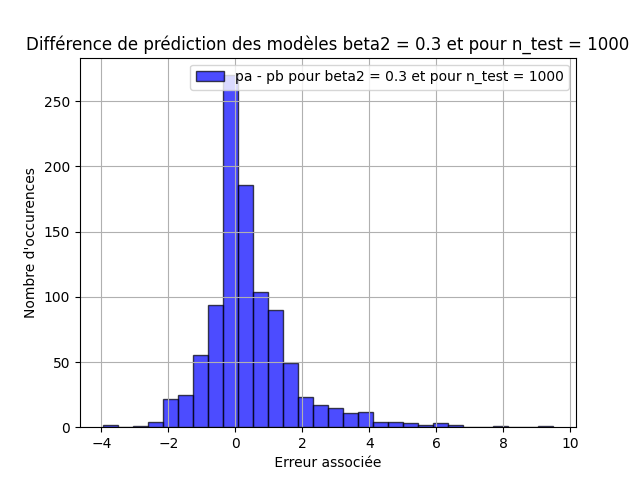 Différence de prédiction des modèles beta2 = 0.3 et pour n_test = 1000
pa - pb pour beta2 = 0.3 et pour n_test = 1000
Nombre d'occurences
250
200
150
100
50
0
−4 −2 0 2 4 6 8 10
Erreur associée